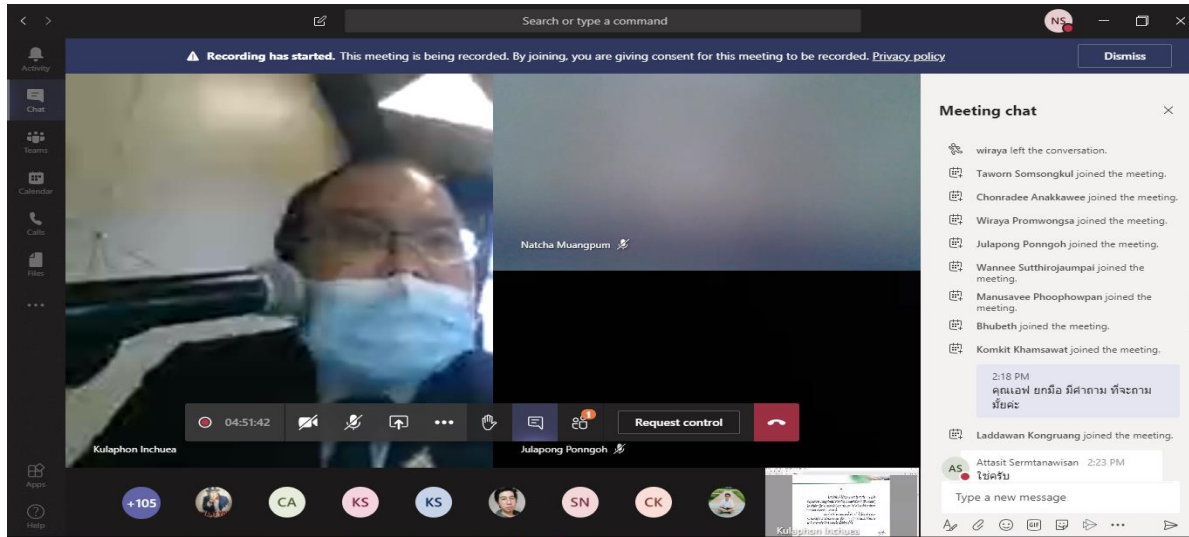 Search or type a command
NS
Activity
Chat
Teams
Calendar
Calls
Files
Apps
Help
Recording has started. This meeting is being recorded. By joining, you are giving consent for this meeting to be recorded. Privacy policy
Dismiss
Natcha Muangpum
04:51:42
1
Request control
Kulaphon Inchuea
Julapong Ponngoh
+105
CA
KS
KS
SN
CK
Kulaphon Inchuea
Meeting chat
wiraya left the conversation.
Taworn Somsongkul joined the meeting.
Chonradee Anakkawee joined the meeting.
Wiraya Promwongsa joined the meeting.
Julapong Ponngoh joined the meeting.
Wannee Sutthirojaumpai joined the
meeting.
Manusavee Phoophowpan joined the
meeting.
Bhubeth joined the meeting.
Komkit Khamsawat joined the meeting.
2:18 PM
คุณเอฟ ยกมือ มีคำถาม ที่จะถาม
มั้ยค่ะ
Laddawan Kongruang joined the meeting.
AS
Attasit Sermtanawisan 2:23 PM
ใช่ครับ
Type a new message
GIF